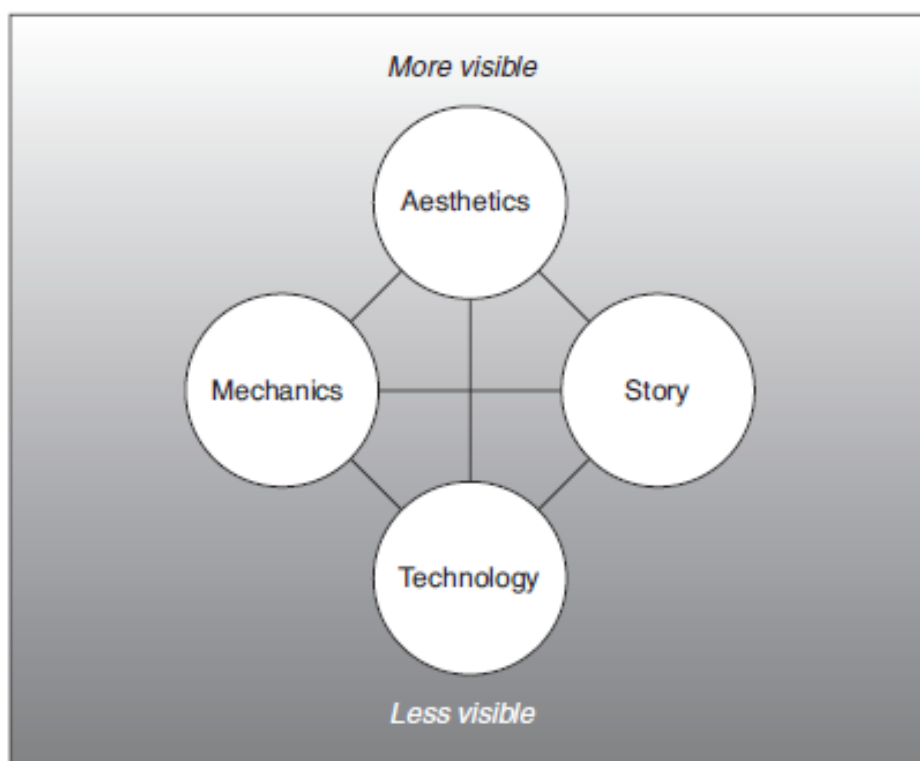 More visible
Aesthetics
Mechanics
Story
Technology
Less visible